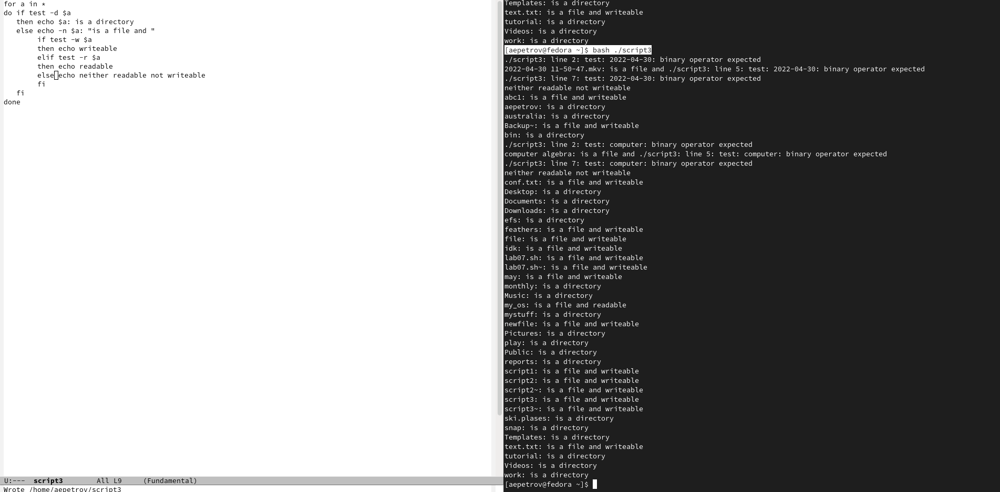 for a in *
do if test -d $a
   then echo $a: is a directory
   else echo -n $a: "is a file and "
        if test -w $a
        then echo writeable
        elif test -r $a
        then echo readable
        else echo neither readable not writeable
        fi
   fi
done
U:---  script3        All L9     (Fundamental)
Wrote /home/aepetrov/script3
Templates: is a directory
text.txt: is a file and writeable
tutorial: is a directory
Videos: is a directory
work: is a directory
[aepetrov@fedora ~]$ bash ./script3
./script3: line 2: test: 2022-04-30: binary operator expected
2022-04-30 11-50-47.mkv: is a file and ./script3: line 5: test: 2022-04-30: binary operator expected
./script3: line 7: test: 2022-04-30: binary operator expected
neither readable not writeable
abc1: is a file and writeable
aepetrov: is a directory
australia: is a directory
Backup~: is a file and writeable
bin: is a directory
./script3: line 2: test: computer: binary operator expected
computer algebra: is a file and ./script3: line 5: test: computer: binary operator expected
./script3: line 7: test: computer: binary operator expected
neither readable not writeable
conf.txt: is a file and writeable
Desktop: is a directory
Documents: is a directory
Downloads: is a directory
efs: is a directory
feathers: is a file and writeable
file: is a file and writeable
idk: is a file and writeable
lab07.sh: is a file and writeable
lab07.sh~: is a file and writeable
may: is a file and writeable
monthly: is a directory
Music: is a directory
my_os: is a file and readable
mystuff: is a directory
newfile: is a file and writeable
Pictures: is a directory
play: is a directory
Public: is a directory
reports: is a directory
script1: is a file and writeable
script2: is a file and writeable
script2~: is a file and writeable
script3: is a file and writeable
script3~: is a file and writeable
ski.plases: is a directory
snap: is a directory
Templates: is a directory
text.txt: is a file and writeable
tutorial: is a directory
Videos: is a directory
work: is a directory
[aepetrov@fedora ~]$